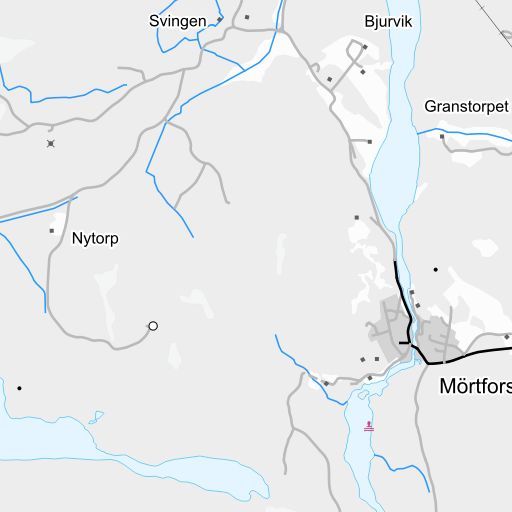 Svingen
Bjurvik
Granstorpet
Nytorp
Mörtfors